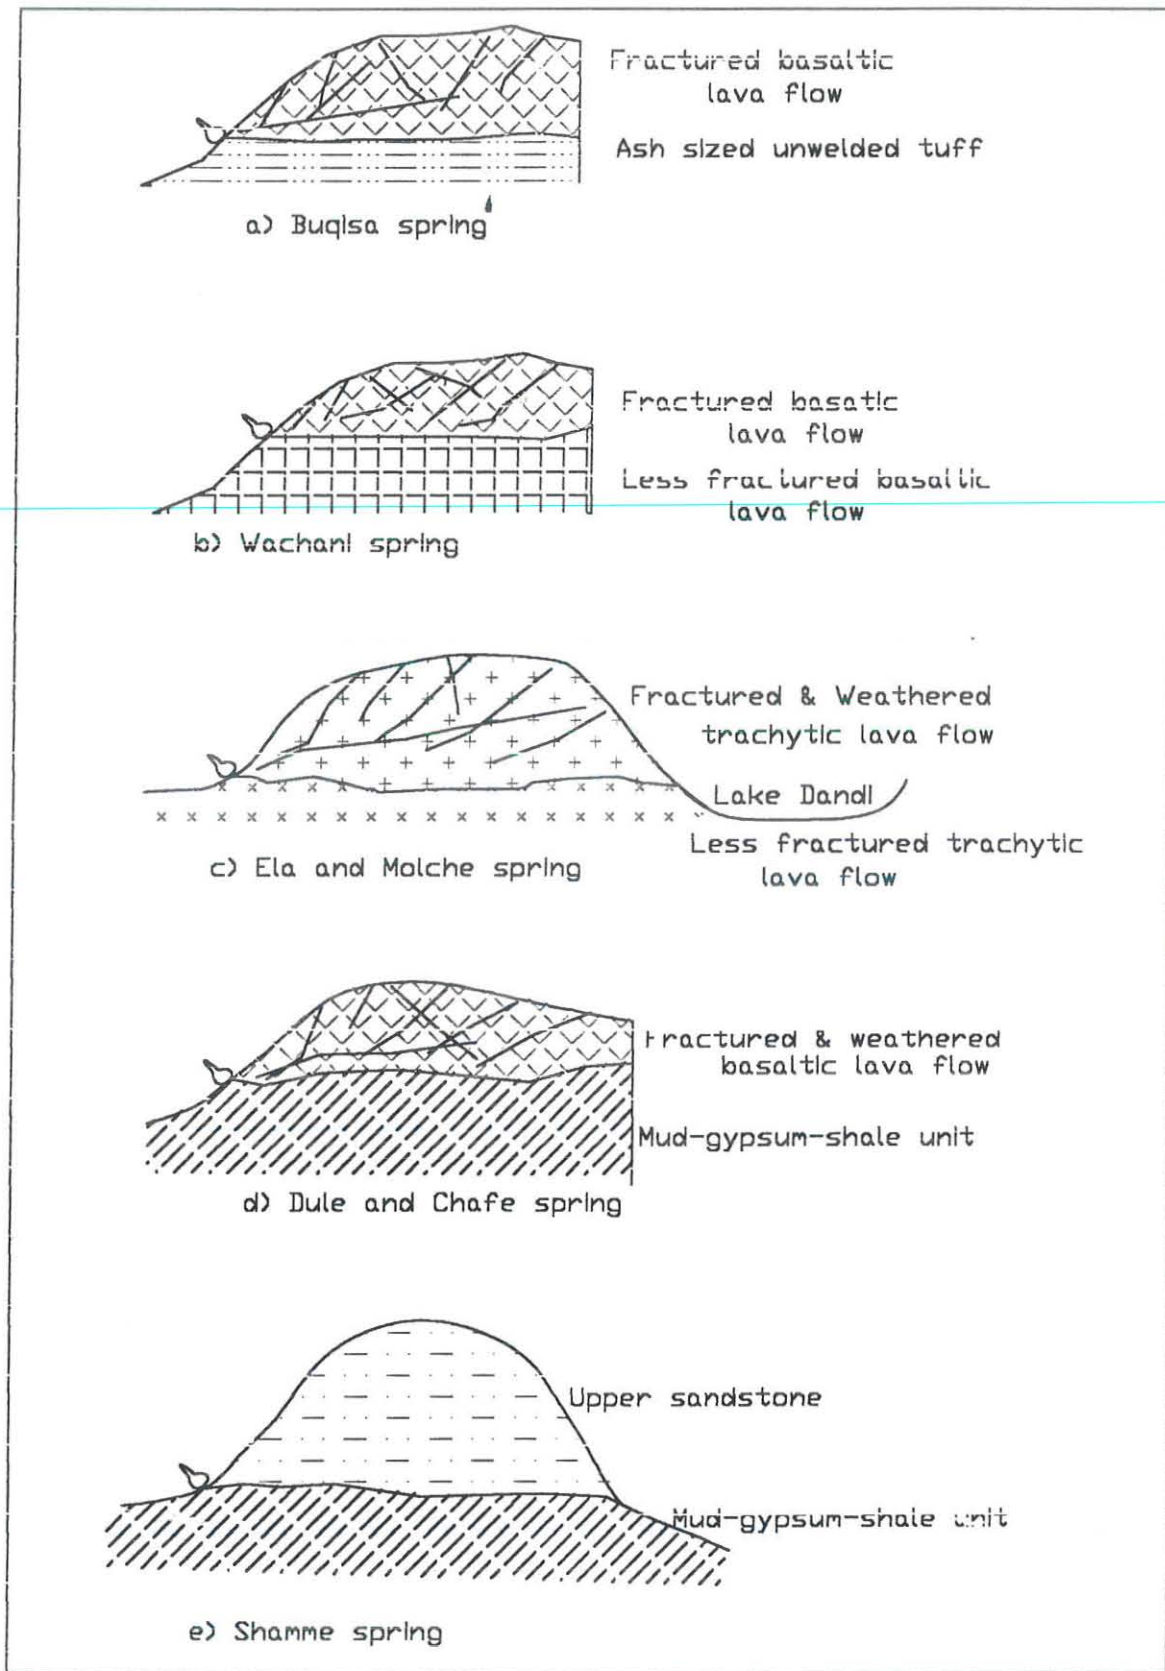 Fractured basaltic
lava flow
Ash sized unwelded tuff
a) Buqisa spring
Fractured basatic
lava flow
Less fractured basaltic
lava flow
b) Wachani spring
Fractured & Weathered
trachytic lava flow
Lake Dandi
Less fractured trachytic
lava flow
c) Ela and Molche spring
Fractured & weathered
basaltic lava flow
Mud-gypsum-shale unit
d) Dule and Chafe spring
Upper sandstone
Mud-gypsum-shale unit
e) Shamme spring